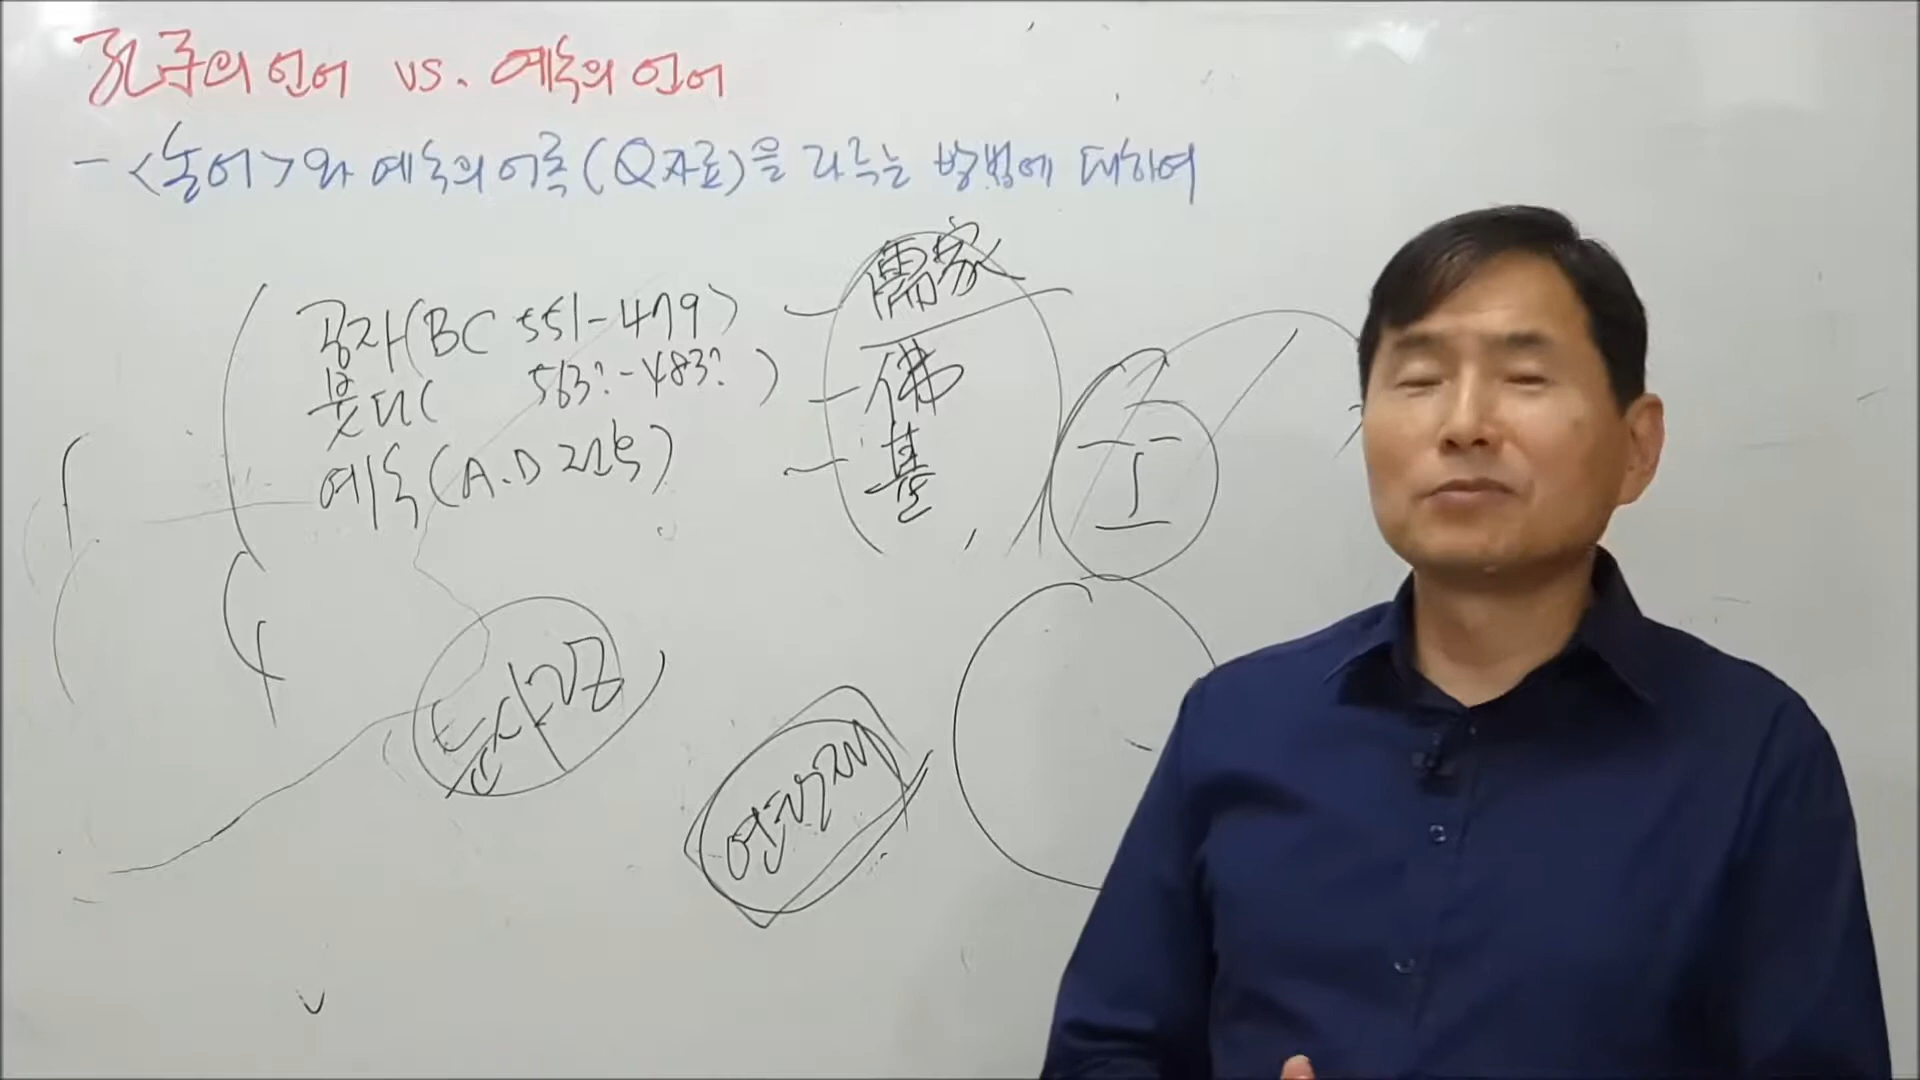 孔子의 언어 vs. 예수의 언어
- <논어>와 예수의 어록(Q자료)을 다루는 방법에 대하여
공자(BC 551-479) - 儒家
붓다( 563?-483?) - 佛
예수(A.D 1세기) - 基